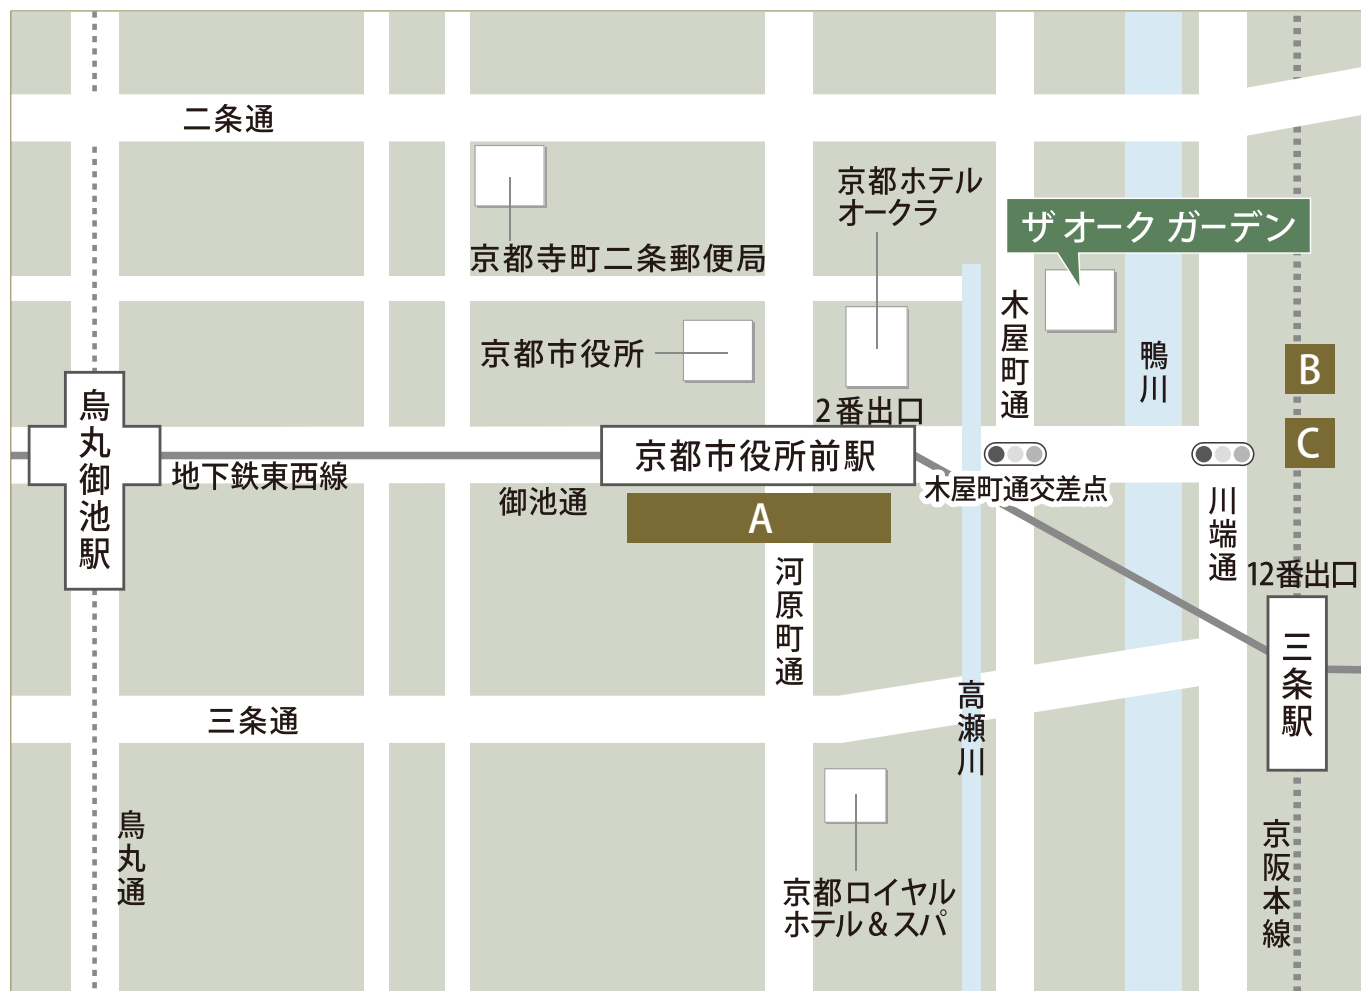 二条通
京都ホテル
オークラ
ザ オーク ガーデン
京都寺町二条郵便局
木屋町通
京都市役所
鴨川
B
烏丸御池駅
2番出口
C
京都市役所前駅
地下鉄東西線
御池通
木屋町通交差点
A
川端通
河原町通
12番出口
三条駅
三条通
高瀬川
烏丸通
京阪本線
京都ロイヤル
ホテル&スパ